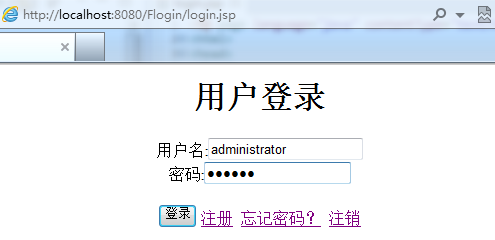 http://localhost:8080/Flogin/login.jsp
用户登录
用户名:administrator
密码:●●●●●●
登录 注册 忘记密码？ 注销